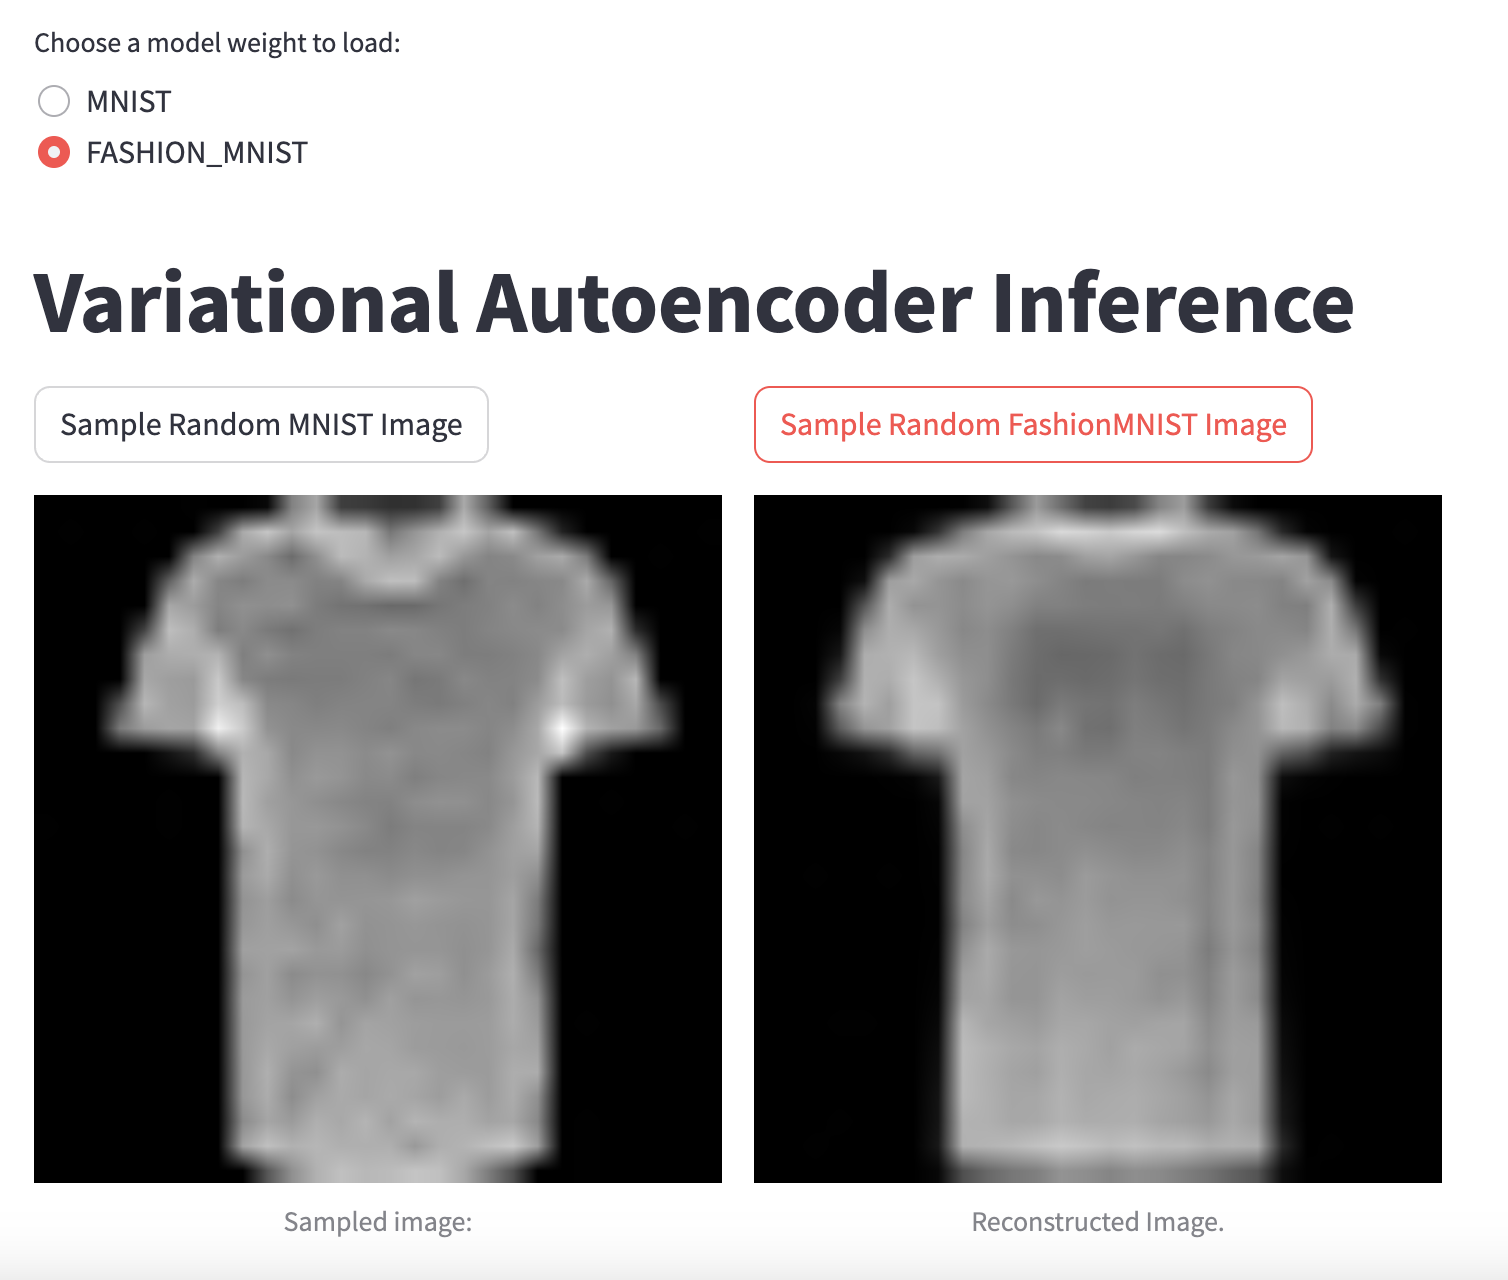 Choose a model weight to load:
MNIST
FASHION_MNIST
Variational Autoencoder Inference
Sample Random MNIST Image
Sample Random FashionMNIST Image
Sampled image:
Reconstructed Image.